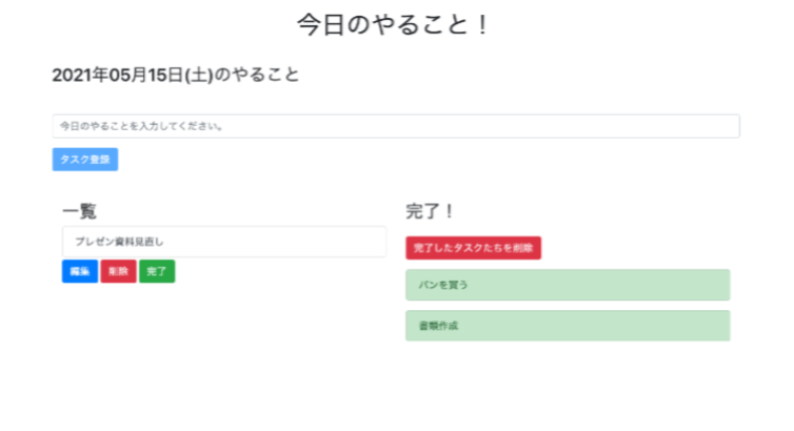 今日のやること！
2021年05月15日(土)のやること
今日のやることを入力してください。
タスク登録
一覧
プレゼン資料見直し
編集 削除 完了
完了！
完了したタスクたちを削除
パンを買う
書類作成